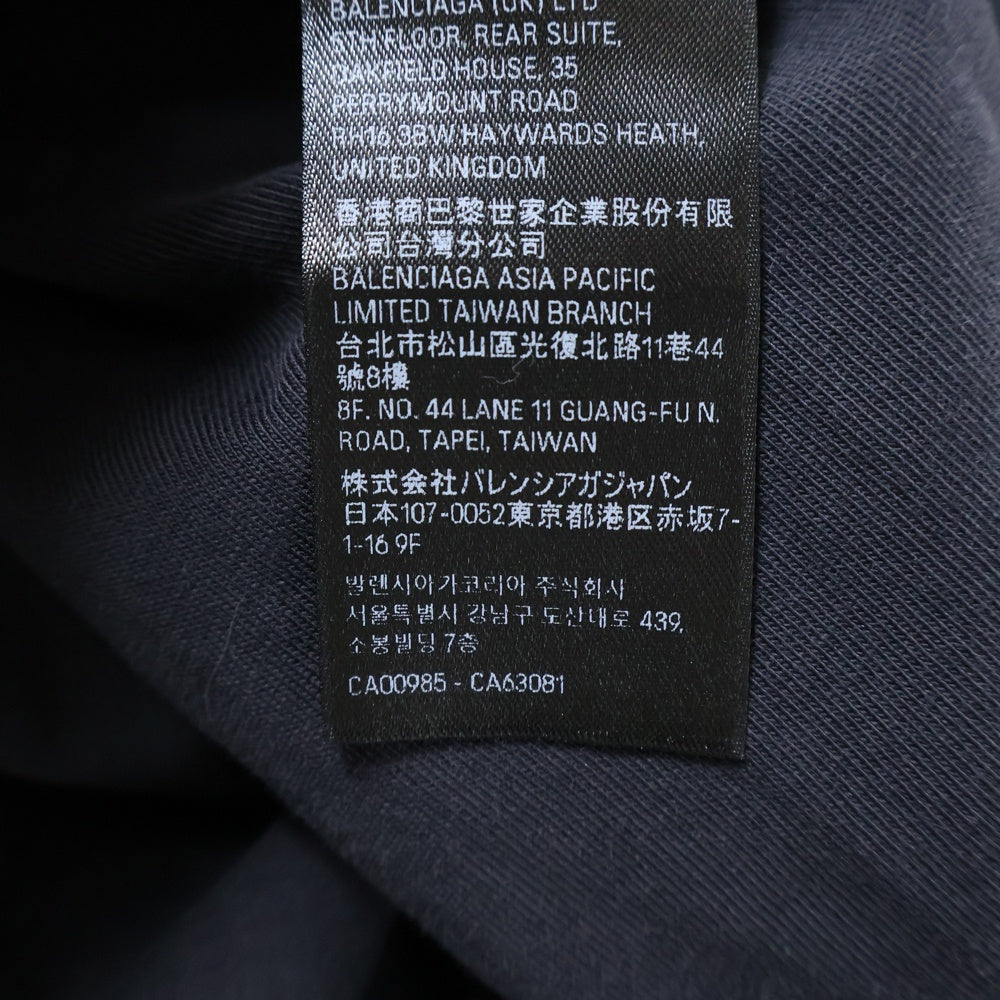 BALENCIAGA (UK) LTD
5TH FLOOR, REAR SUITE,
OAKFIELD HOUSE, 35
PERRYMOUNT ROAD
RH16 3BW HAYWARDS HEATH,
UNITED KINGDOM
香港商巴黎世家企業股份有限
公司台灣分公司
BALENCIAGA ASIA PACIFIC
LIMITED TAIWAN BRANCH
台北市松山區光復北路11巷44
號8樓
8F. NO. 44 LANE 11 GUANG-FU N.
ROAD, TAPEI, TAIWAN
株式会社バレンシアガジャパン
日本107-0052東京都港区赤坂7-
1-16 9F
발렌시아가코리아 주식회사
서울특별시 강남구 도산대로 439,
소봉빌딩 7층
CA00985 - CA63081